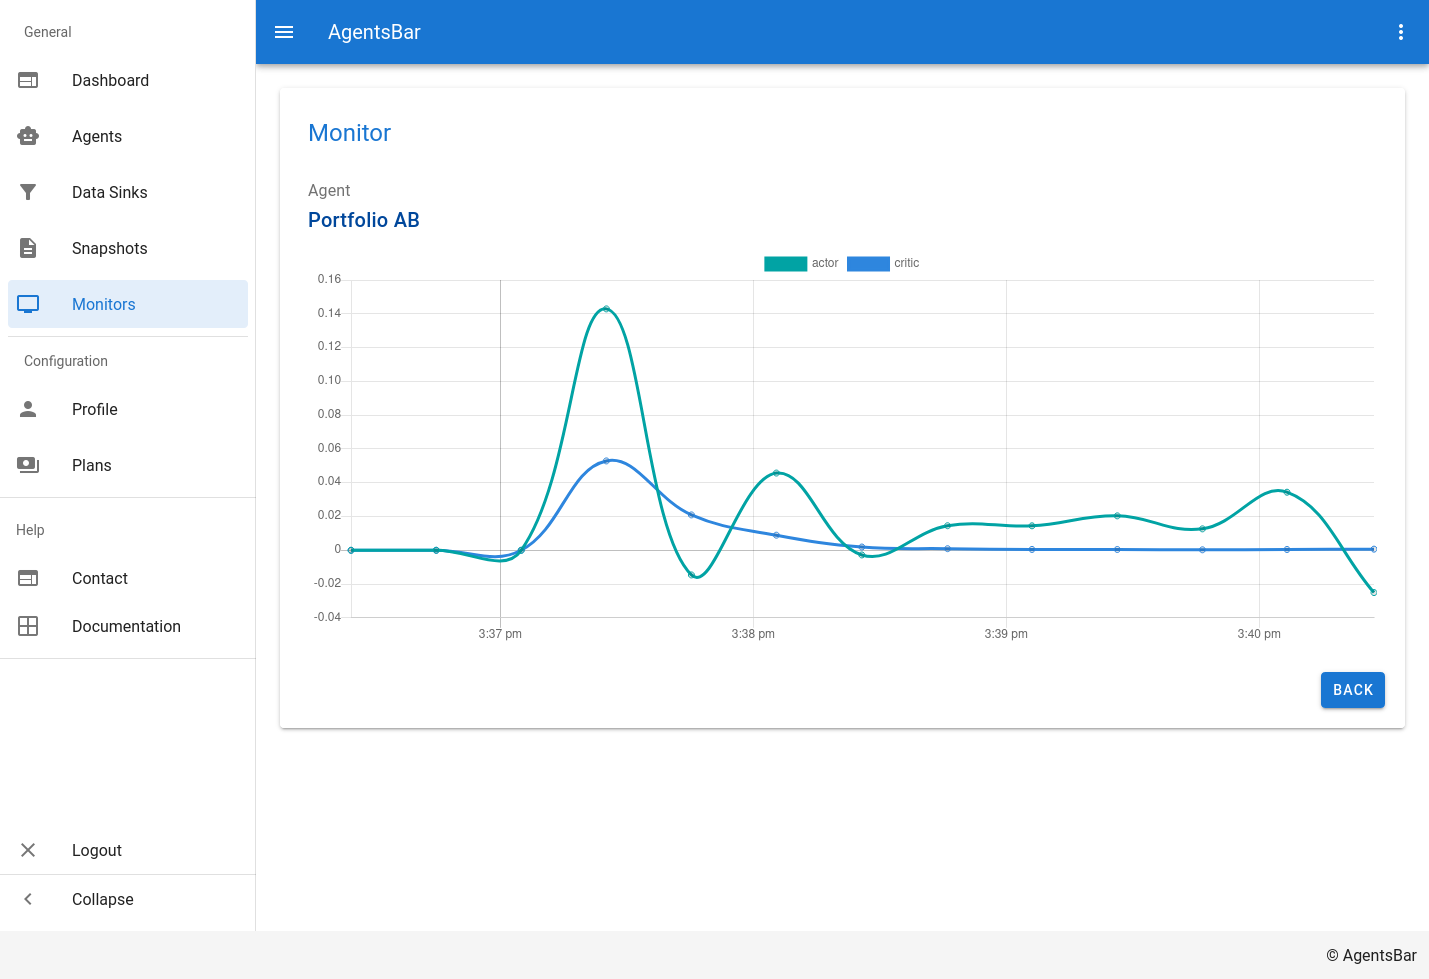 General
Dashboard
Agents
Data Sinks
Snapshots
Monitors
Configuration
Profile
Plans
Help
Contact
Documentation
Logout
Collapse
AgentsBar
Monitor
Agent
Portfolio AB
actor critic
0.16
0.14
0.12
0.10
0.08
0.06
0.04
0.02
0
-0.02
-0.04
3:37 pm 3:38 pm 3:39 pm 3:40 pm
BACK
© AgentsBar